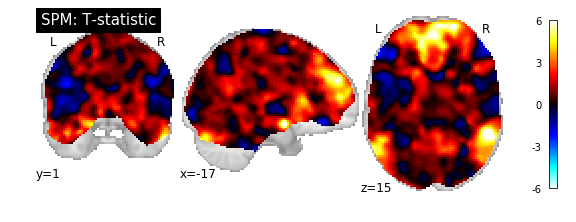 SPM: T-statistic
L R
L R
y=1
x=-17
z=15
6
3
0
-3
-6